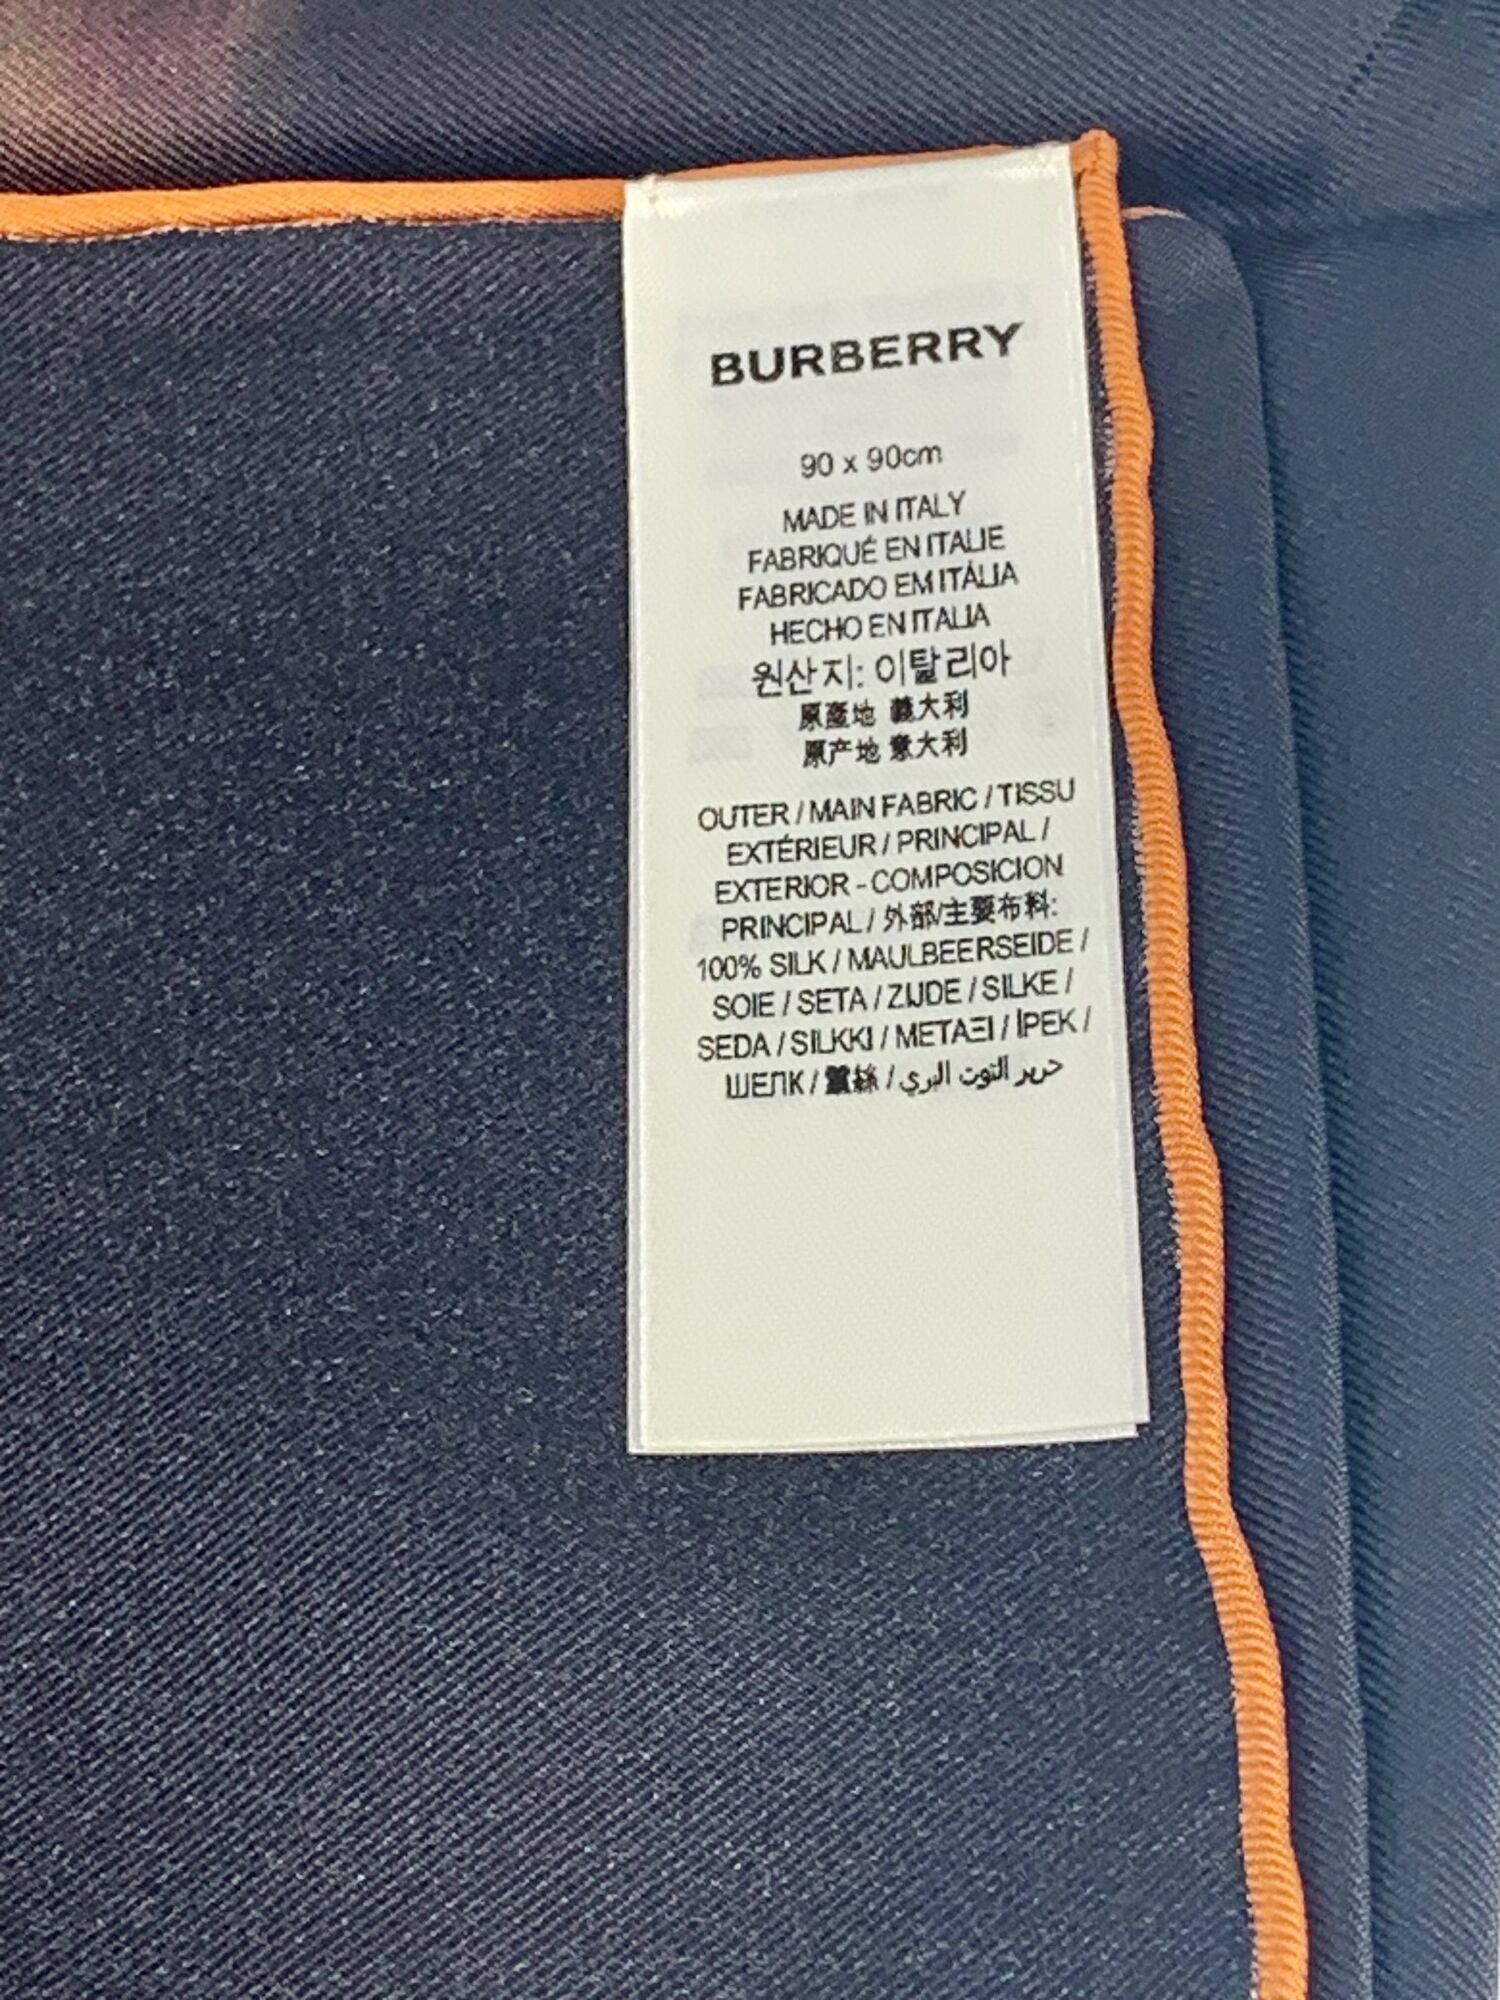 BURBERRY
90 x 90cm
MADE IN ITALY
FABRIQUÉ EN ITALIE
FABRICADO EM ITÁLIA
HECHO EN ITALIA
원산지: 이탈리아
原產地 義大利
原产地 意大利
OUTER / MAIN FABRIC / TISSU
EXTÉRIEUR / PRINCIPAL /
EXTERIOR - COMPOSICION
PRINCIPAL / 外部/主要布料:
100% SILK / MAULBEERSEIDE /
SOIE / SETA / ZIJDE / SILKE /
SEDA / SILKKI / ΜΕΤΑΞΙ / İPEK /
ШЕЛК / 蠶絲 / حرير التوت البري